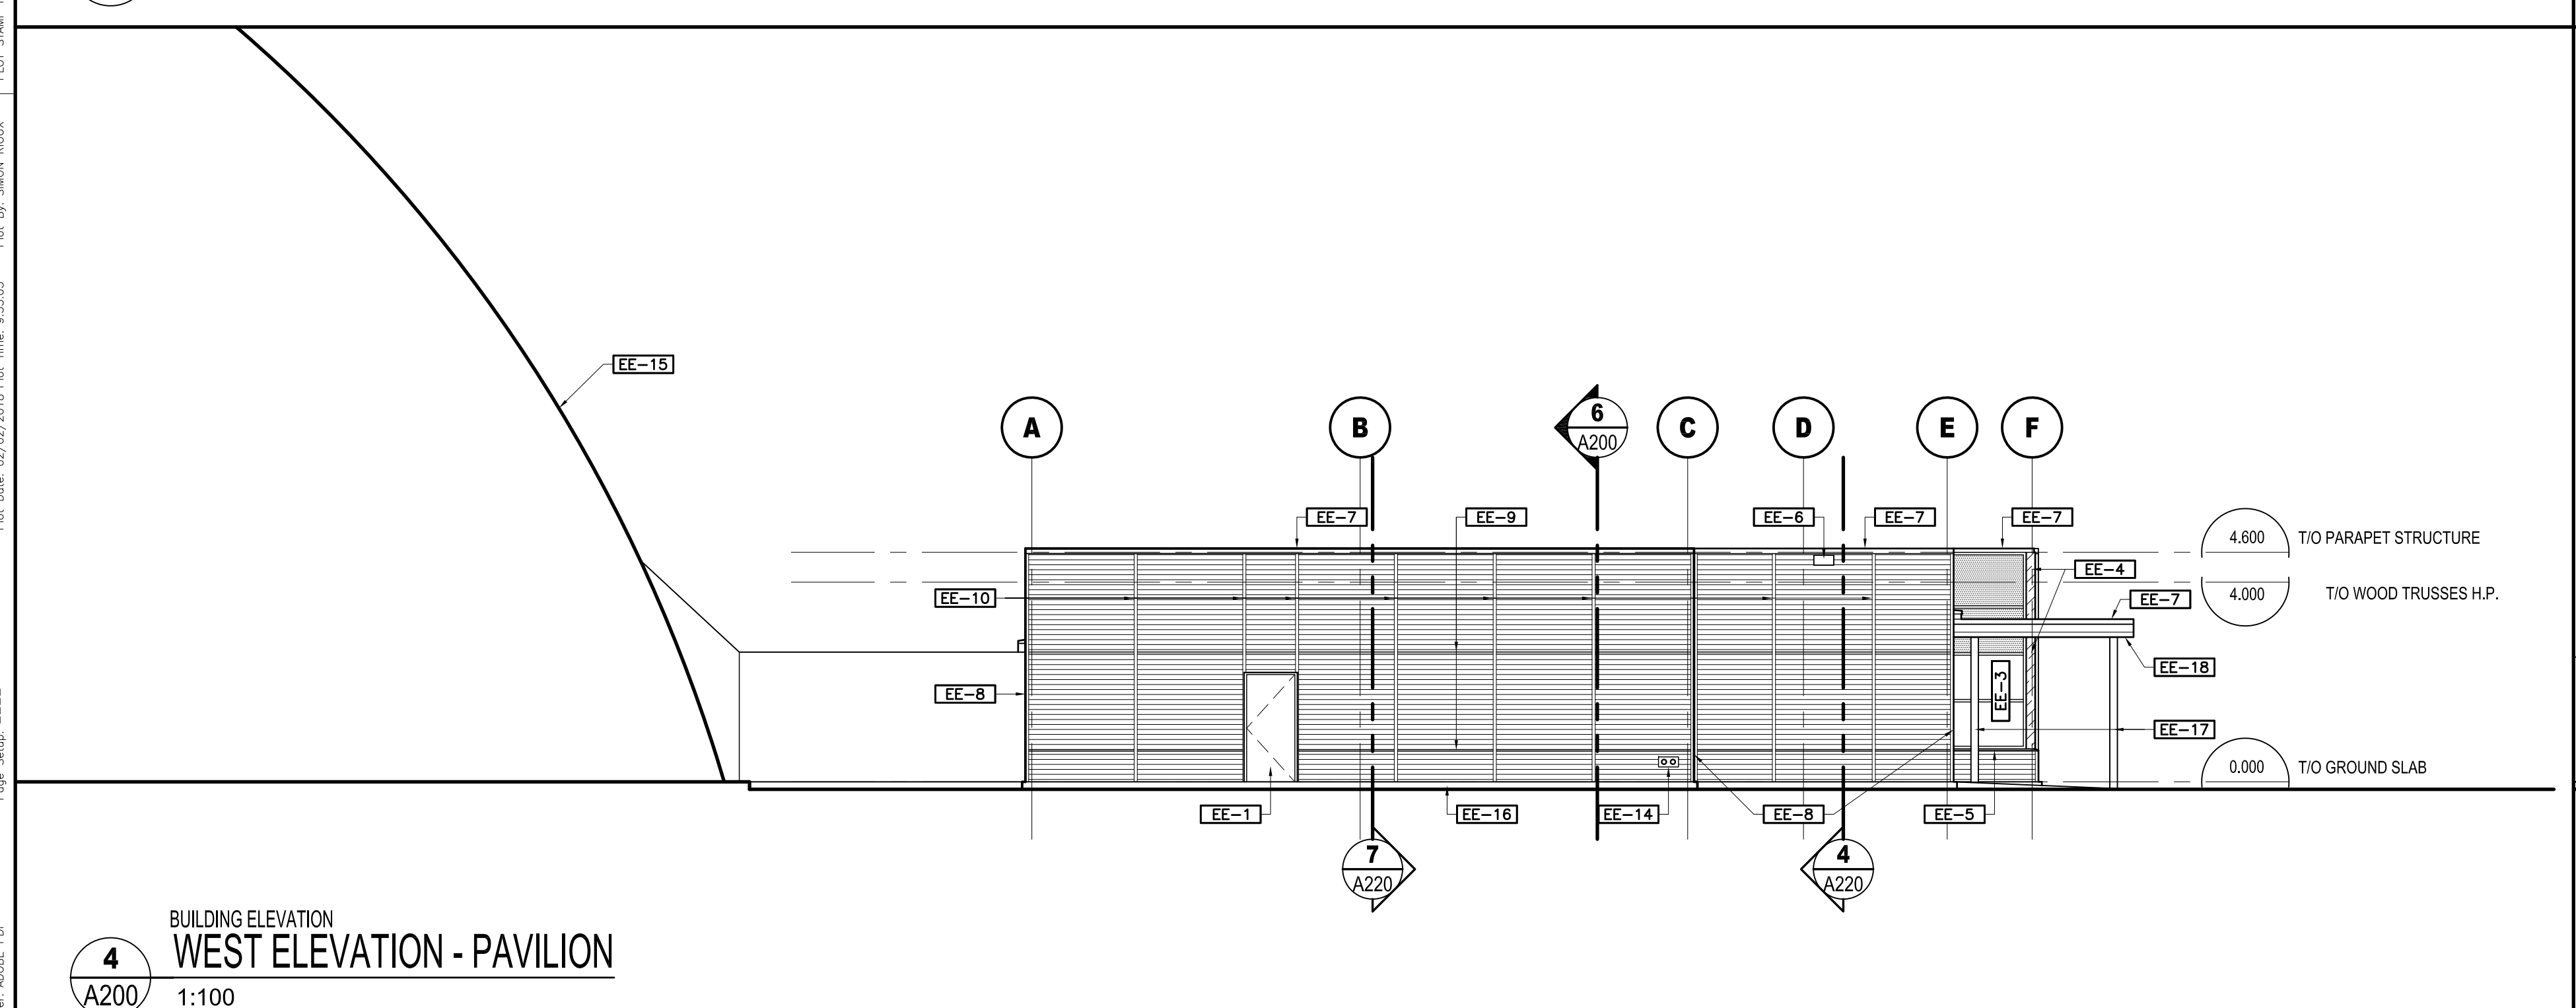 EE-15
A
B
6
A200
C
D
E
F
EE-7
EE-9
EE-6
EE-7
EE-7
4.600 T/O PARAPET STRUCTURE
EE-4
EE-10
4.000 T/O WOOD TRUSSES H.P.
EE-7
EE-18
EE-8
EE-3
EE-17
0.000 T/O GROUND SLAB
EE-1
EE-16
EE-14
EE-8
EE-5
7
A220
4
A220
BUILDING ELEVATION
4 WEST ELEVATION - PAVILION
A200 1:100